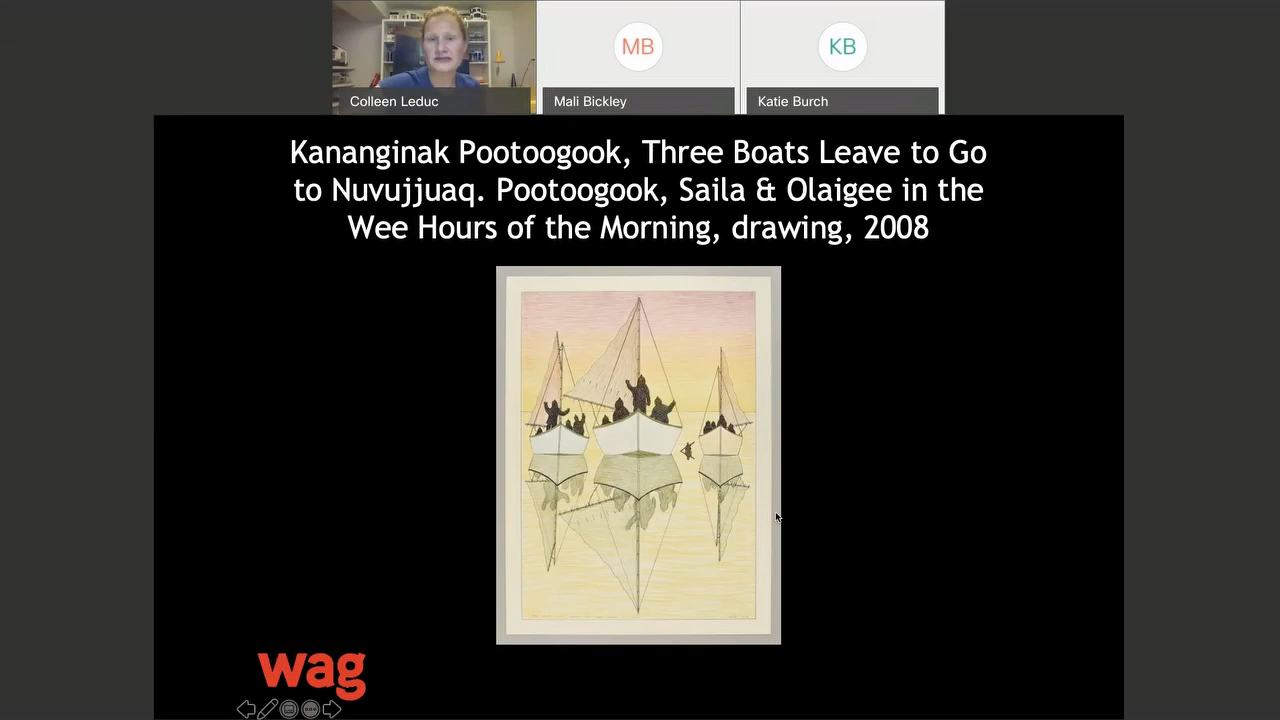 MB
KB
Colleen Leduc
Mali Bickley
Katie Burch
Kananginak Pootoogook, Three Boats Leave to Go
to Nuvujjuaq. Pootoogook, Saila & Olaigee in the
Wee Hours of the Morning, drawing, 2008
wag